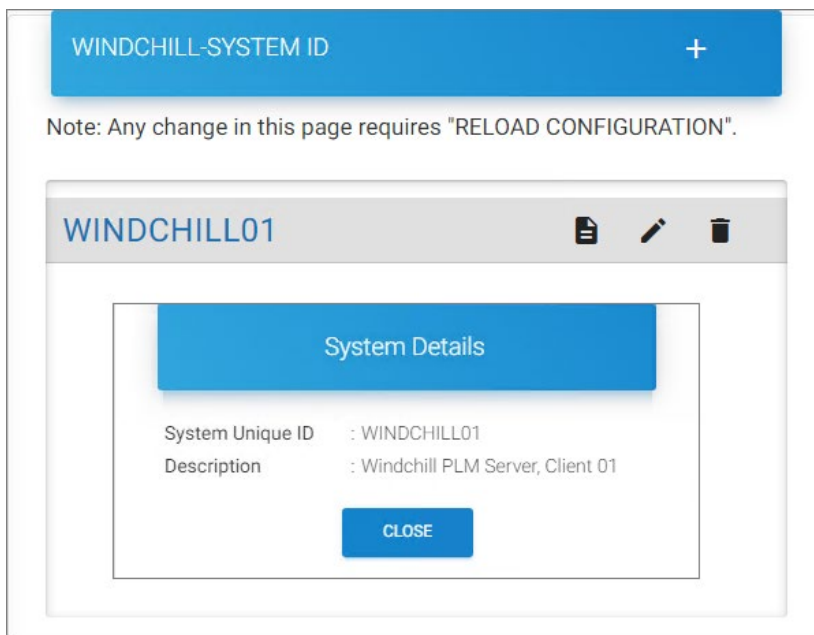 WINDCHILL-SYSTEM ID +
Note: Any change in this page requires "RELOAD CONFIGURATION".
WINDCHILL01
System Details
System Unique ID : WINDCHILL01
Description : Windchill PLM Server, Client 01
CLOSE